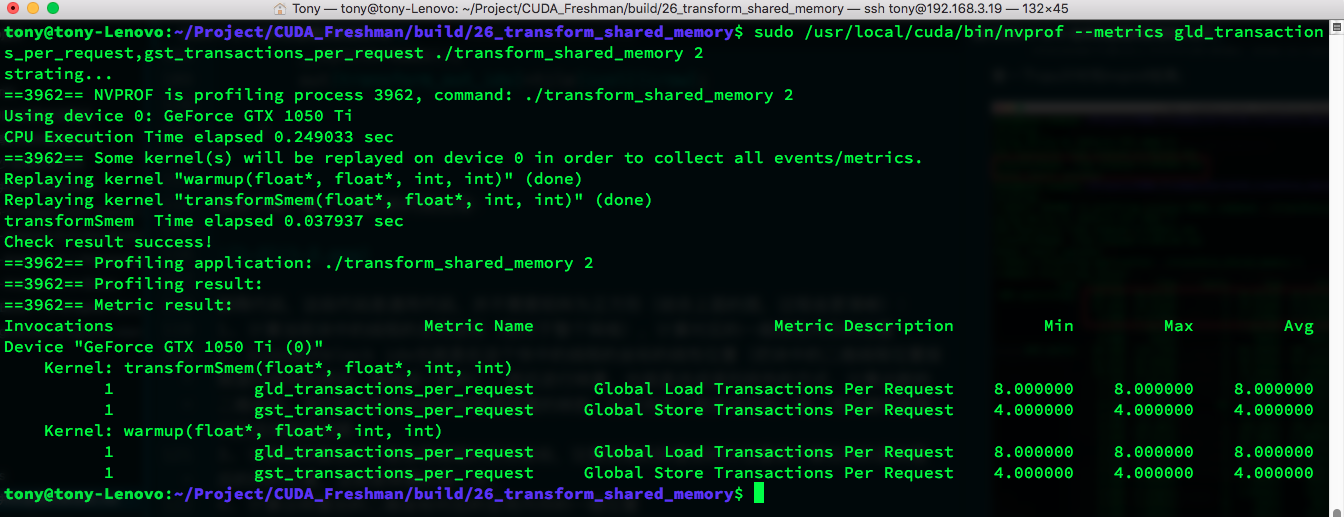 Tony — tony@tony-Lenovo: ~/Project/CUDA_Freshman/build/26_transform_shared_memory — ssh tony@192.168.3.19 — 132×45
tony@tony-Lenovo:~/Project/CUDA_Freshman/build/26_transform_shared_memory$ sudo /usr/local/cuda/bin/nvprof --metrics gld_transaction
s_per_request,gst_transactions_per_request ./transform_shared_memory 2
strating...
==3962== NVPROF is profiling process 3962, command: ./transform_shared_memory 2
Using device 0: GeForce GTX 1050 Ti
CPU Execution Time elapsed 0.249033 sec
==3962== Some kernel(s) will be replayed on device 0 in order to collect all events/metrics.
Replaying kernel "warmup(float*, float*, int, int)" (done)
Replaying kernel "transformSmem(float*, float*, int, int)" (done)
transformSmem  Time elapsed 0.037937 sec
Check result success!
==3962== Profiling application: ./transform_shared_memory 2
==3962== Profiling result:
==3962== Metric result:
Invocations                               Metric Name                        Metric Description         Min         Max         Avg
Device "GeForce GTX 1050 Ti (0)"
    Kernel: transformSmem(float*, float*, int, int)
          1              gld_transactions_per_request      Global Load Transactions Per Request    8.000000    8.000000    8.000000
          1              gst_transactions_per_request     Global Store Transactions Per Request    4.000000    4.000000    4.000000
    Kernel: warmup(float*, float*, int, int)
          1              gld_transactions_per_request      Global Load Transactions Per Request    8.000000    8.000000    8.000000
          1              gst_transactions_per_request     Global Store Transactions Per Request    4.000000    4.000000    4.000000
tony@tony-Lenovo:~/Project/CUDA_Freshman/build/26_transform_shared_memory$